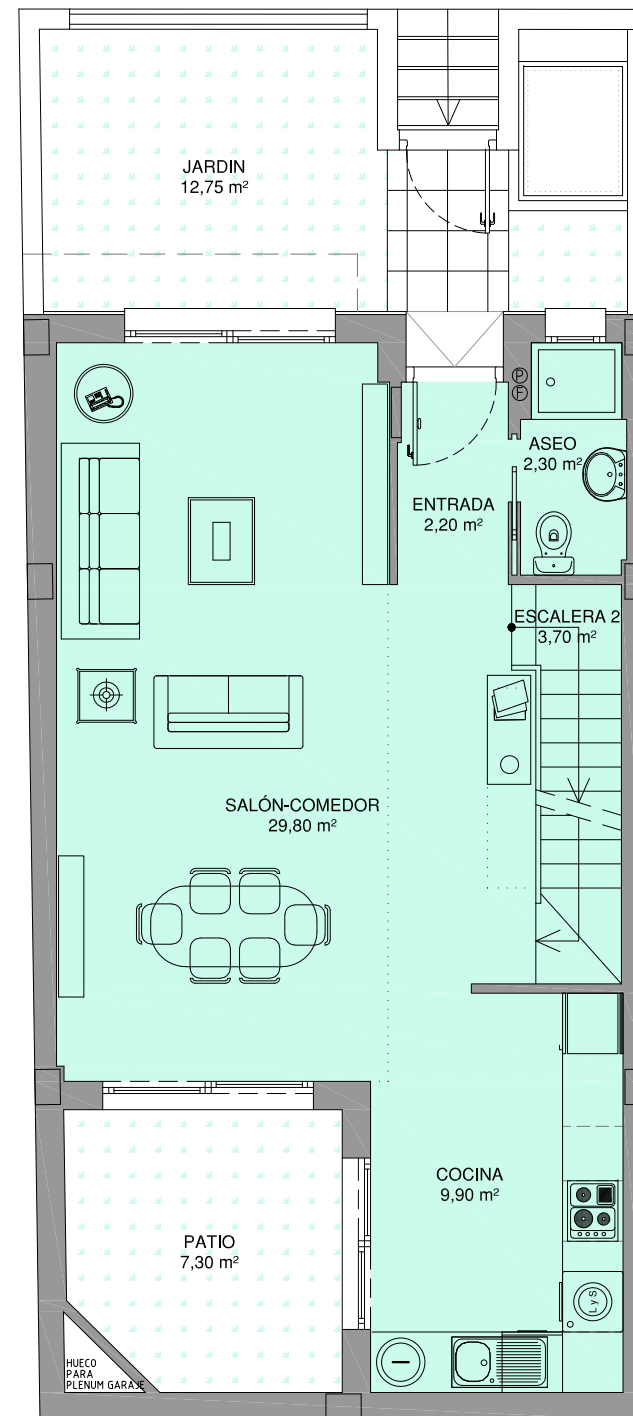 JARDIN
12,75 m²
P
F
ASEO
2,30 m²
ENTRADA
2,20 m²
ESCALERA 2
3,70 m²
SALÓN-COMEDOR
29,80 m²
COCINA
9,90 m²
PATIO
7,30 m²
L y S
HUECO
PARA
PLENUM GARAJE